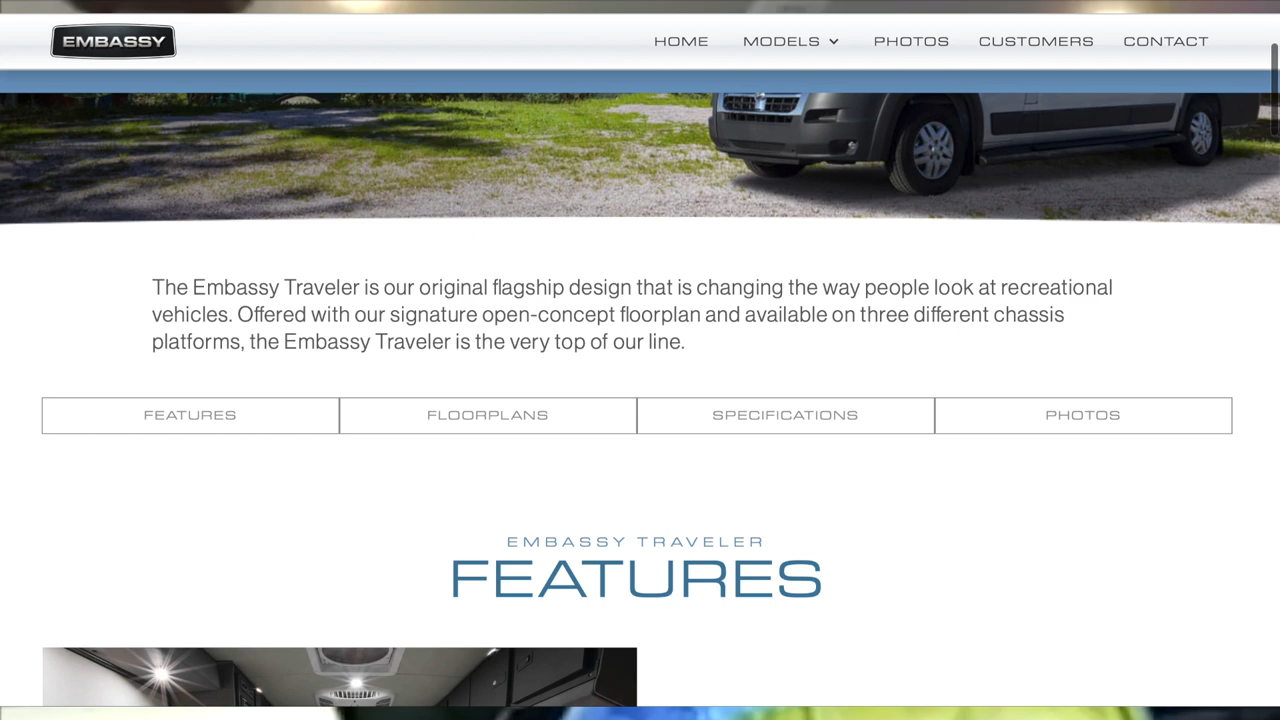 EMBASSY
HOME MODELS PHOTOS CUSTOMERS CONTACT
The Embassy Traveler is our original flagship design that is changing the way people look at recreational
vehicles. Offered with our signature open-concept floorplan and available on three different chassis
platforms, the Embassy Traveler is the very top of our line.
FEATURES FLOORPLANS SPECIFICATIONS PHOTOS
EMBASSY TRAVELER
FEATURES